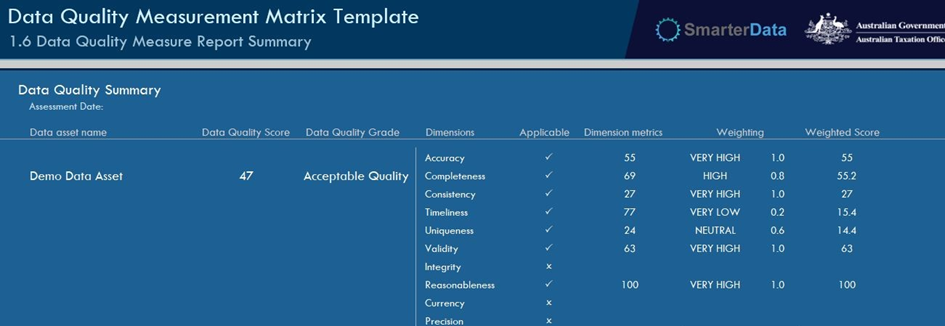 Data Quality Measurement Matrix Template
1.6 Data Quality Measure Report Summary
SmarterData
Australian Government
Australian Taxation Office
Data Quality Summary
Assessment Date:
Data asset name Data Quality Score Data Quality Grade Dimensions Applicable Dimension metrics Weighting Weighted Score
Accuracy ✓ 55 VERY HIGH 1.0 55
Demo Data Asset 47 Acceptable Quality Completeness ✓ 69 HIGH 0.8 55.2
Consistency ✓ 27 VERY HIGH 1.0 27
Timeliness ✓ 77 VERY LOW 0.2 15.4
Uniqueness ✓ 24 NEUTRAL 0.6 14.4
Validity ✓ 63 VERY HIGH 1.0 63
Integrity x
Reasonableness ✓ 100 VERY HIGH 1.0 100
Currency x
Precision x